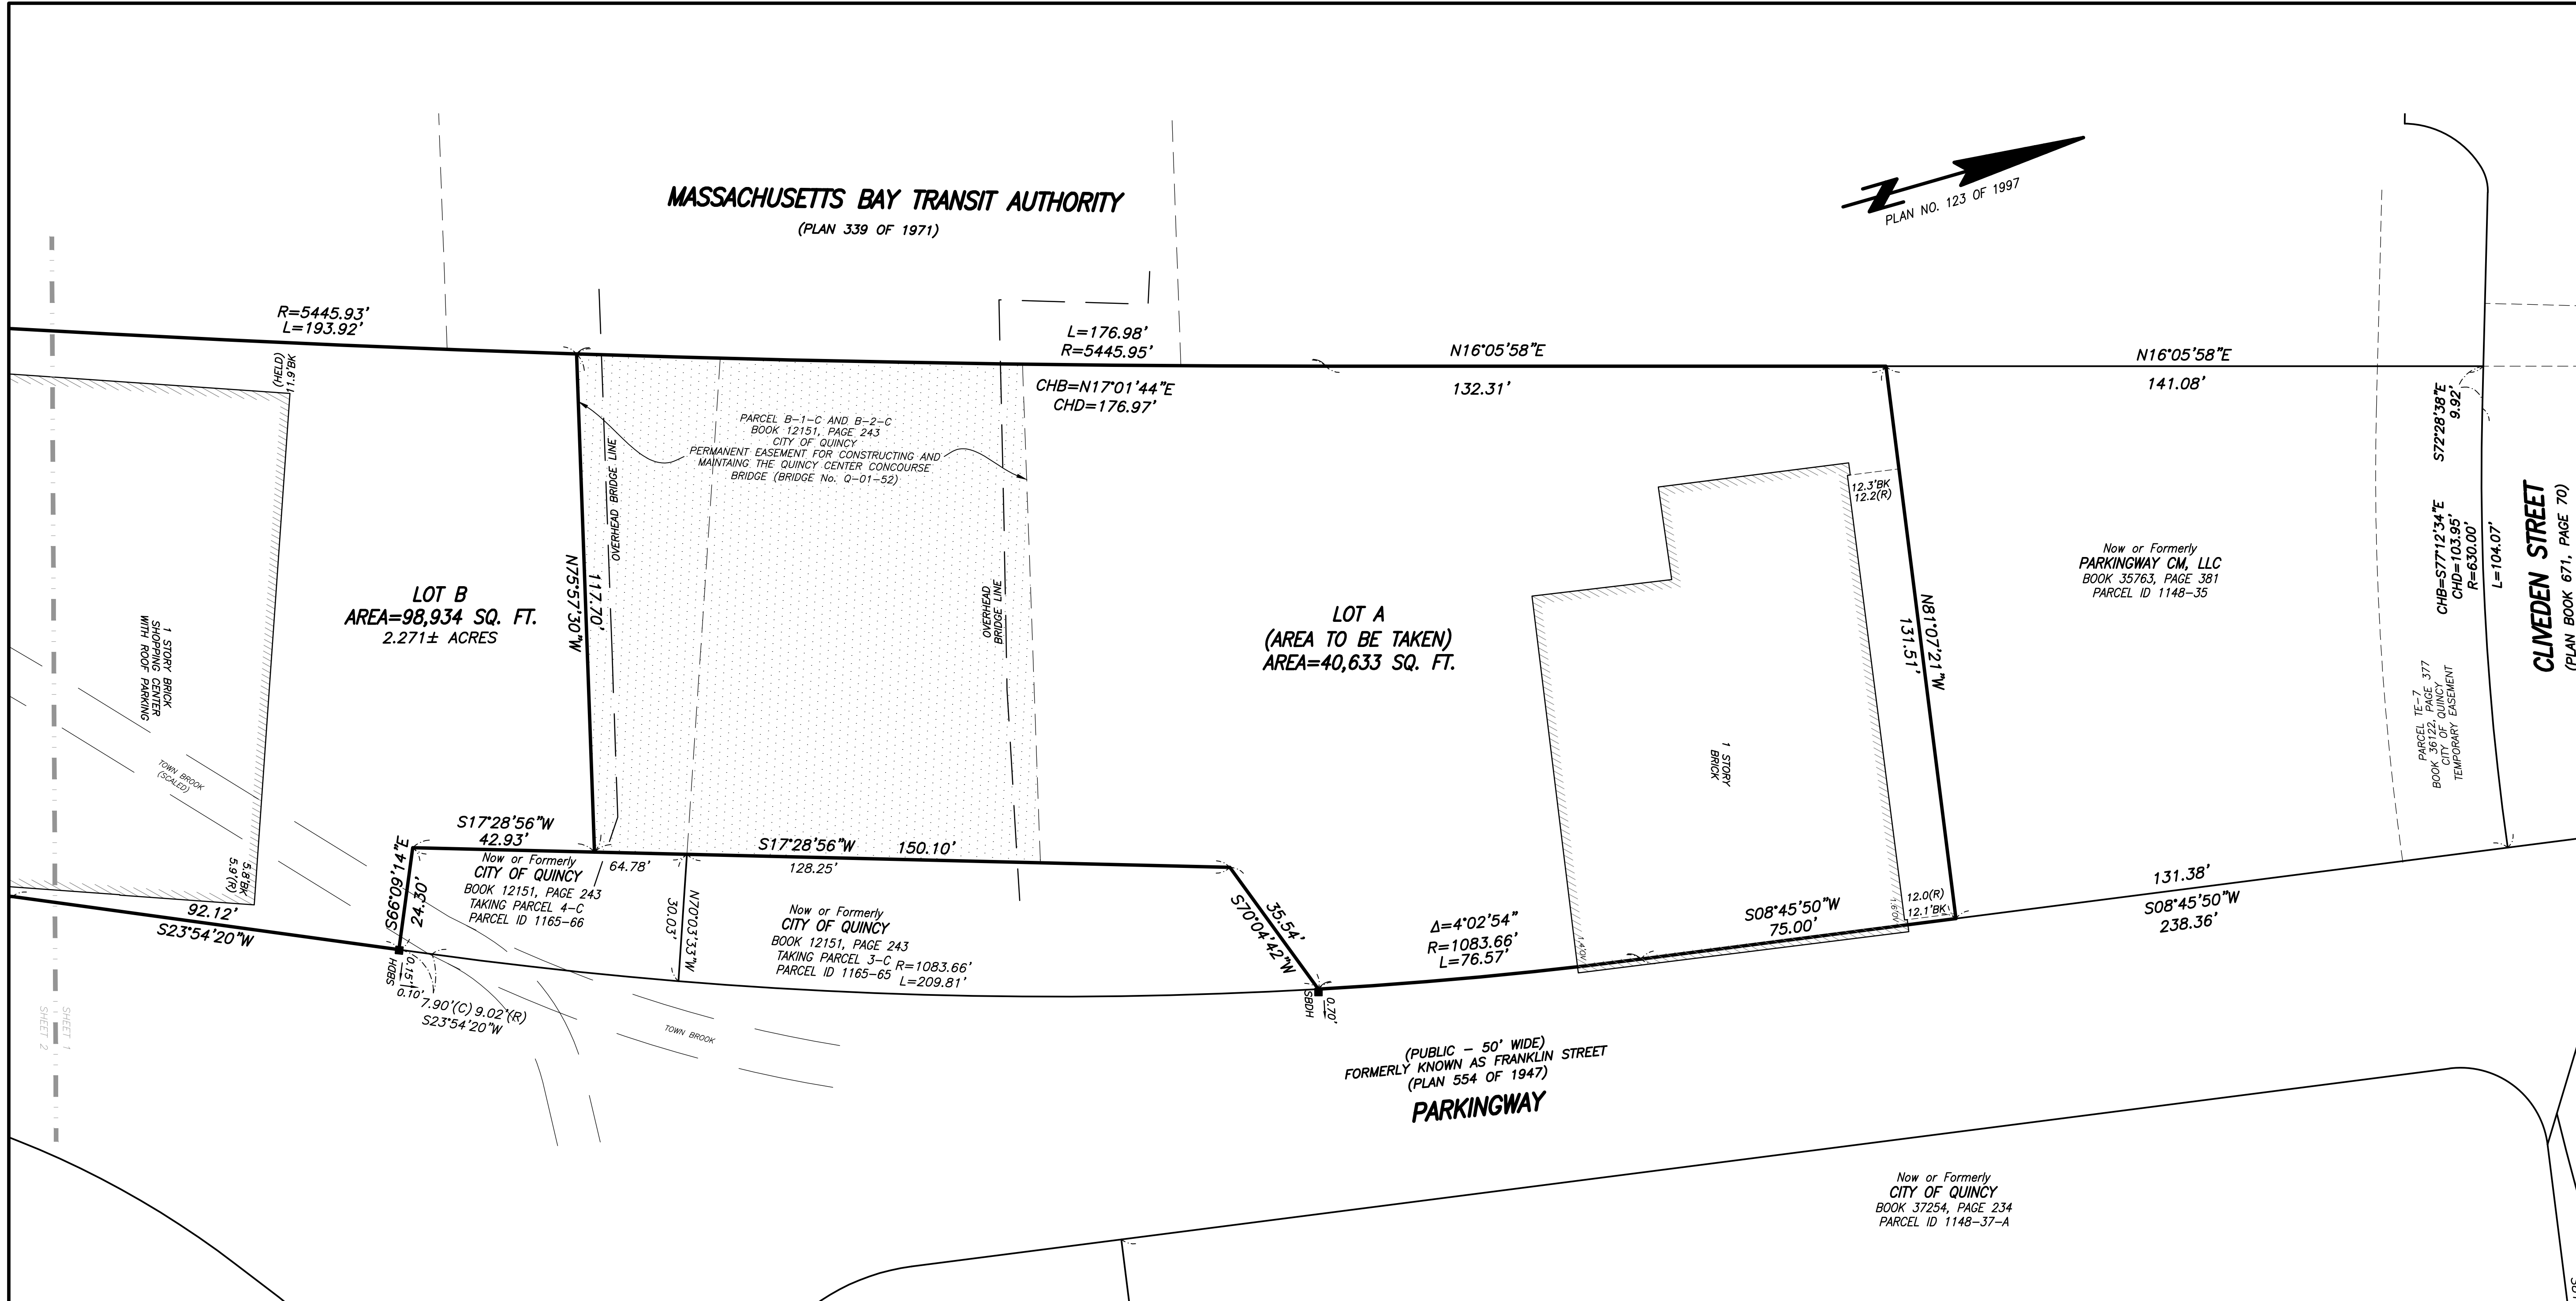 MASSACHUSETTS BAY TRANSIT AUTHORITY
(PLAN 339 OF 1971)
PLAN NO. 123 OF 1997
R=5445.93'
L=193.92'
L=176.98'
R=5445.95'
CHB=N17°01'44"E
CHD=176.97'
N16°05'58"E
132.31'
N16°05'58"E
141.08'
(HELD)
11.9'BK
PARCEL B-1-C AND B-2-C
BOOK 12151, PAGE 243
CITY OF QUINCY
PERMANENT EASEMENT FOR CONSTRUCTING AND
MAINTAING THE QUINCY CENTER CONCOURSE
BRIDGE (BRIDGE No. Q-01-52)
OVERHEAD BRIDGE LINE
N75°57'30"W
117.70'
OVERHEAD
BRIDGE LINE
LOT B
AREA=98,934 SQ. FT.
2.271± ACRES
1 STORY BRICK
SHOPPING CENTER
WITH ROOF PARKING
TOWN BROOK
(SCALED)
LOT A
(AREA TO BE TAKEN)
AREA=40,633 SQ. FT.
12.3'BK
12.2(R)
1 STORY
BRICK
N81°07'21"W
131.51'
Now or Formerly
PARKINGWAY CM, LLC
BOOK 35763, PAGE 381
PARCEL ID 1148-35
S72°28'38"E
9.92'
CHB=S77°12'34"E
CHD=103.95'
R=630.00'
L=104.07'
CLIVEDEN STREET
(PLAN BOOK 671, PAGE 70)
PARCEL TE-7
BOOK 36122, PAGE 377
CITY OF QUINCY
TEMPORARY EASEMENT
S17°28'56"W
42.93'
Now or Formerly
CITY OF QUINCY
BOOK 12151, PAGE 243
TAKING PARCEL 4-C
PARCEL ID 1165-66
64.78'
S17°28'56"W 150.10'
128.25'
N70°03'33"W
30.03'
Now or Formerly
CITY OF QUINCY
BOOK 12151, PAGE 243
TAKING PARCEL 3-C
PARCEL ID 1165-65
R=1083.66'
L=209.81'
5.8'BK
5.9'(R)
92.12'
S23°54'20"W
S66°09'14"E
24.30'
SBDH
0.15'
0.10'
7.90'(C) 9.02'(R)
S23°54'20"W
35.54'
S70°04'42"W
SBDH
0.70'
Δ=4°02'54"
R=1083.66'
L=76.57'
1.4'OV
S08°45'50"W
75.00'
1.6'OV
12.0(R)
12.1'BK
131.38'
S08°45'50"W
238.36'
TOWN BROOK
SHEET 1
SHEET 2
(PUBLIC - 50' WIDE)
FORMERLY KNOWN AS FRANKLIN STREET
(PLAN 554 OF 1947)
PARKINGWAY
Now or Formerly
CITY OF QUINCY
BOOK 37254, PAGE 234
PARCEL ID 1148-37-A